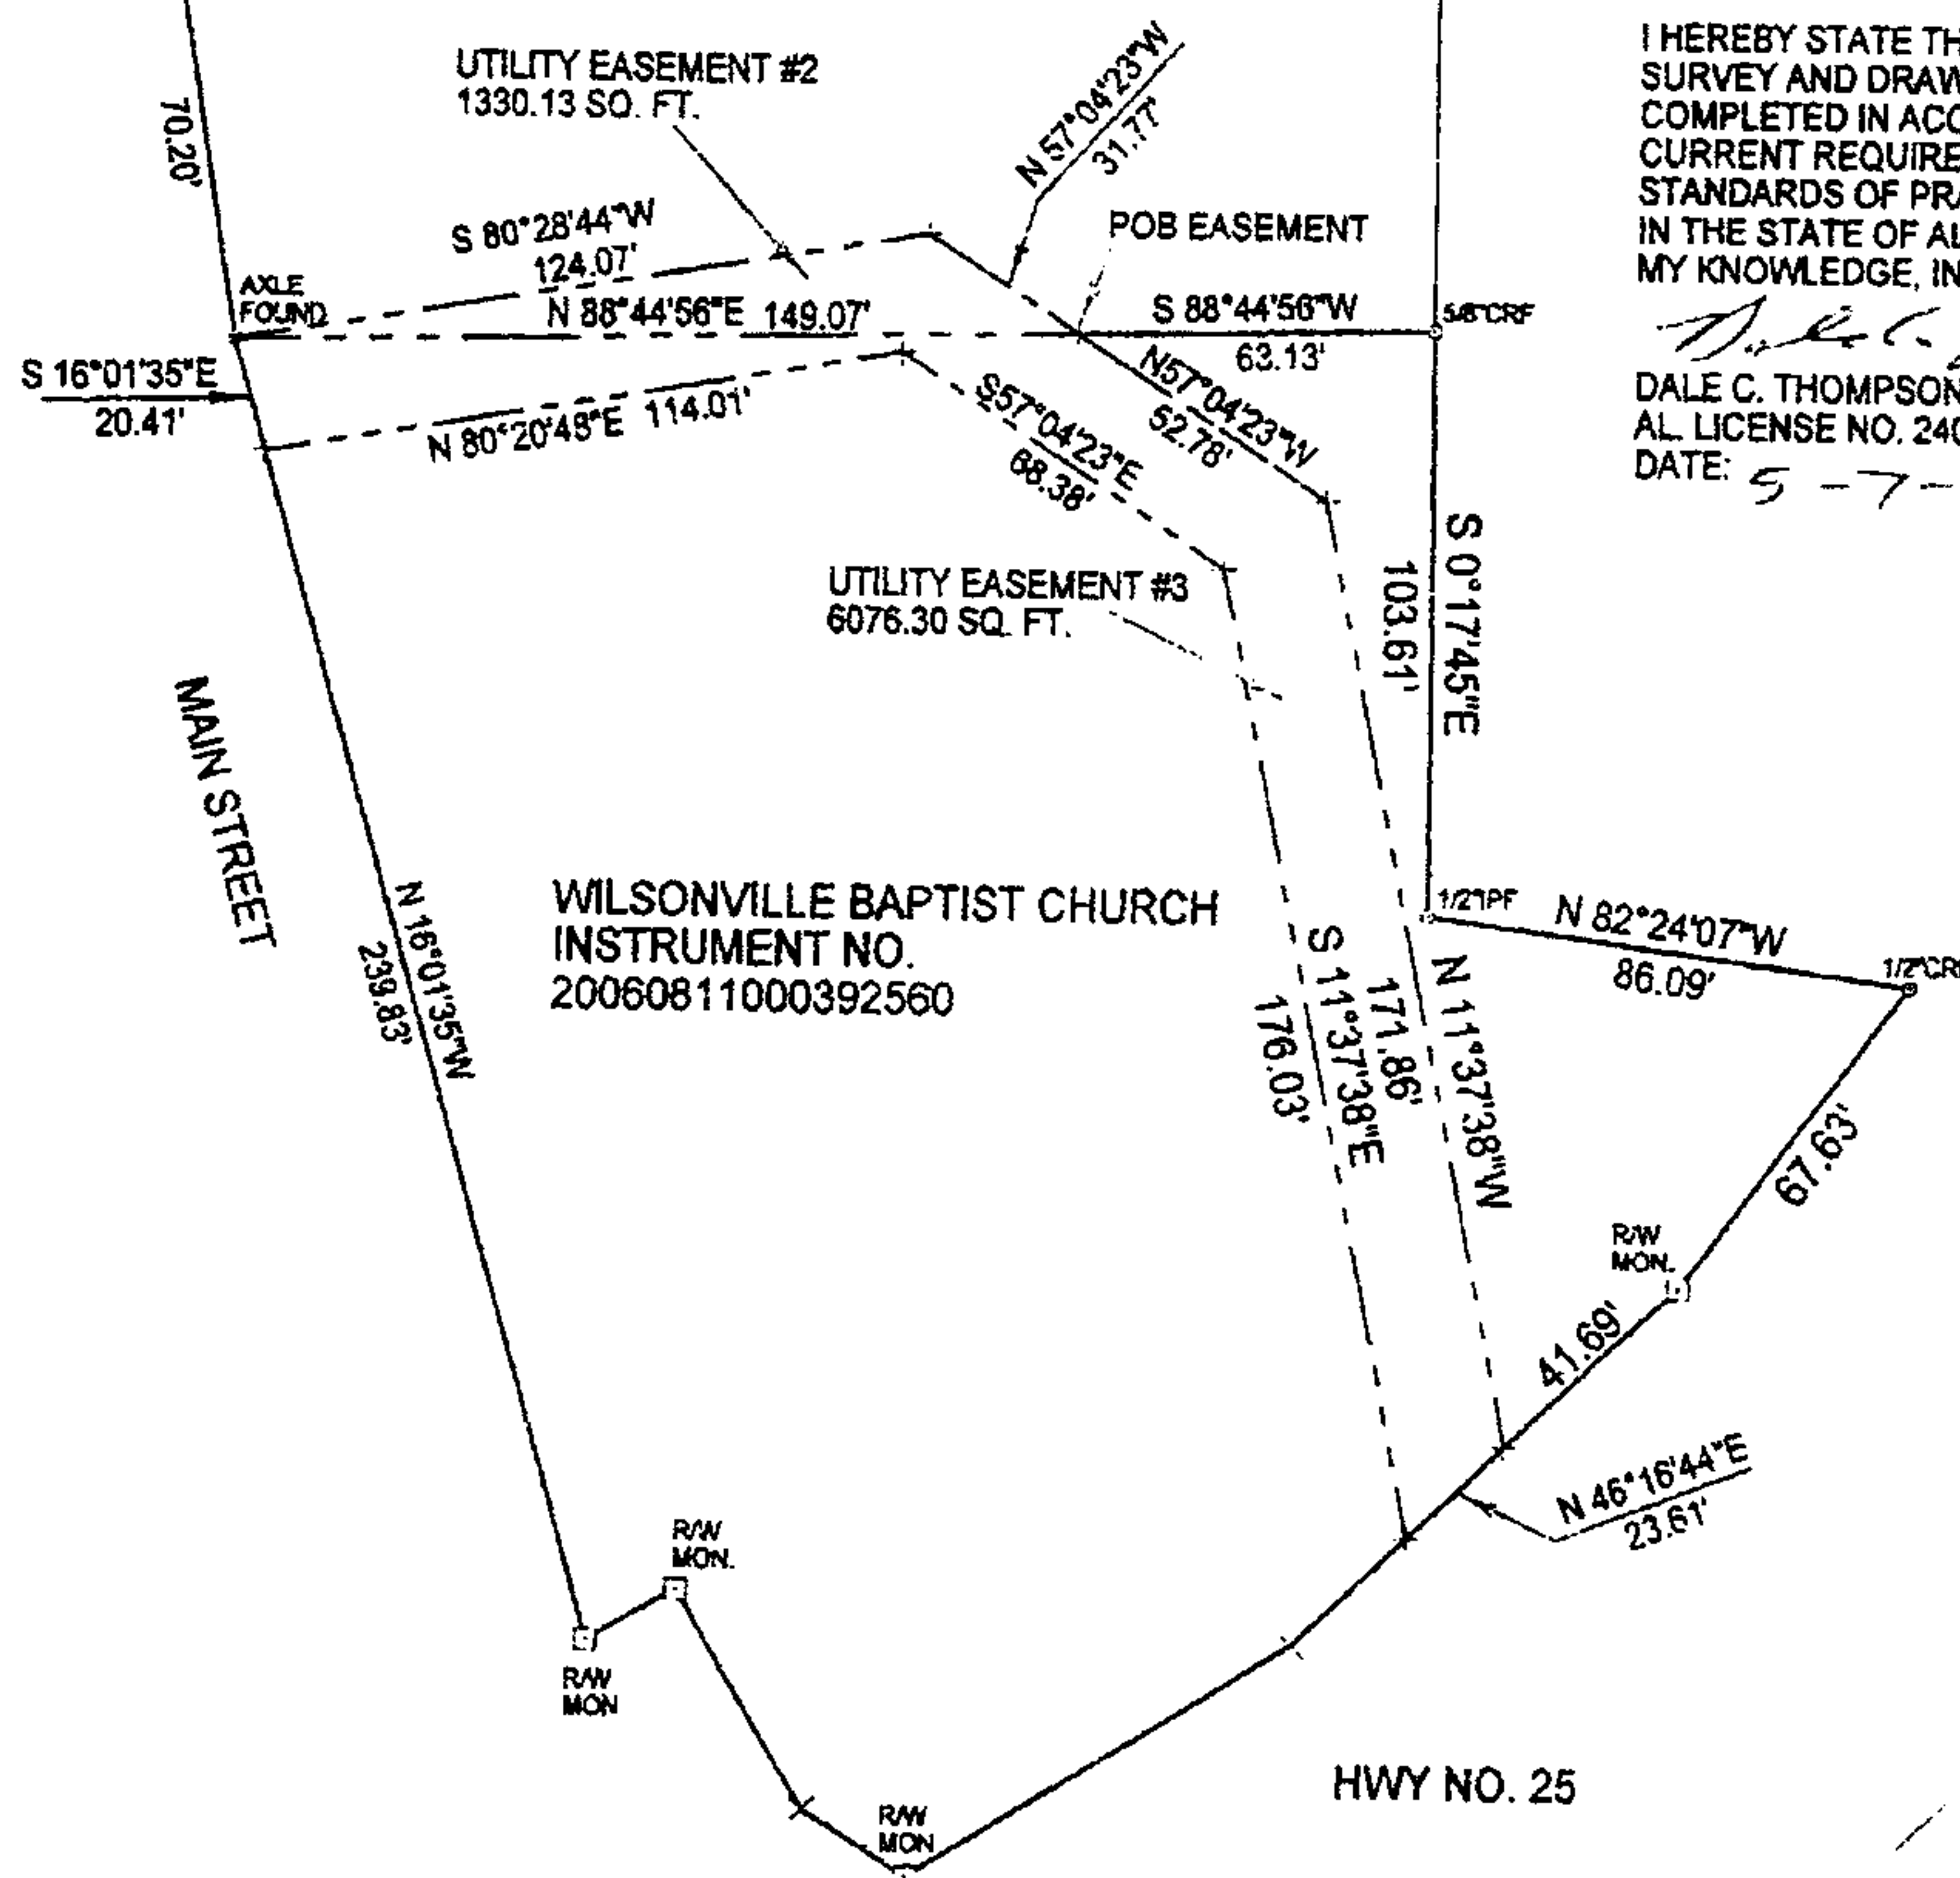 UTILITY EASEMENT #2
1330.13 SQ. FT.
70.20'
N 57°04'23"W
31.77'
I HEREBY STATE TH
SURVEY AND DRAW
COMPLETED IN ACC
CURRENT REQUIRE
STANDARDS OF PRA
IN THE STATE OF AL
MY KNOWLEDGE, IN
DALE C. THOMPSON
AL. LICENSE NO. 240
DATE: 5-7-
POB EASEMENT
S 80°28'44"W
124.07'
AXLE
FOUND
N 88°44'56"E 149.07'
S 88°44'56"W
63.13'
5/8"CRF
S 16°01'35"E
20.41'
N 80°20'48"E 114.01'
S57°04'23"E
68.38'
N57°04'23"W
52.78'
S 0°17'45"E
103.61'
UTILITY EASEMENT #3
6076.30 SQ. FT.
MAIN STREET
N 16°01'35"W
239.83'
WILSONVILLE BAPTIST CHURCH
INSTRUMENT NO.
20060811000392560
1/2"IPF
N 82°24'07"W
86.09'
1/2"CRF
S 11°37'38"E
176.03'
N 11°37'38"W
171.86'
67.63'
R/W
MON.
41.69'
N 46°16'44"E
23.61'
R/W
MON.
R/W
MON
R/W
MON
HWY NO. 25